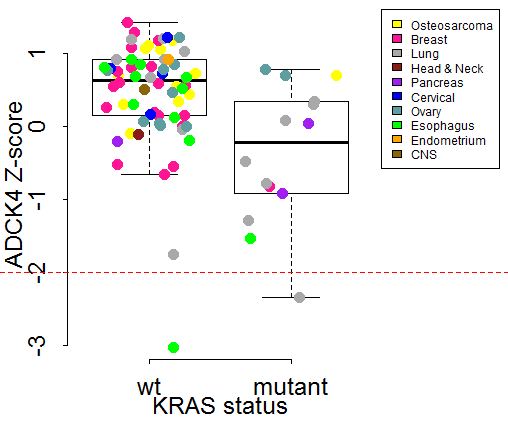 ADCK4 Z-score
1
0
-1
-2
-3
wt mutant
KRAS status
Osteosarcoma
Breast
Lung
Head & Neck
Pancreas
Cervical
Ovary
Esophagus
Endometrium
CNS